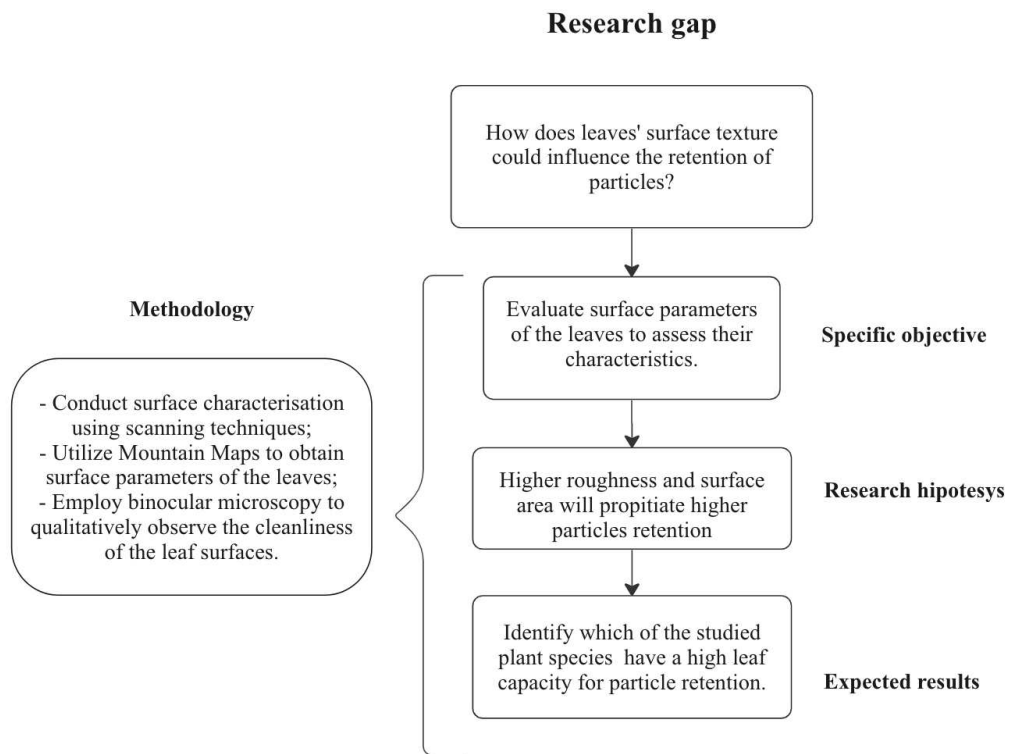 Research gap
How does leaves' surface texture
could influence the retention of
particles?
Methodology
- Conduct surface characterisation
using scanning techniques;
- Utilize Mountain Maps to obtain
surface parameters of the leaves;
- Employ binocular microscopy to
qualitatively observe the cleanliness
of the leaf surfaces.
Evaluate surface parameters
of the leaves to assess their
characteristics.
Specific objective
Higher roughness and surface
area will propitiate higher
particles retention
Research hipotesys
Identify which of the studied
plant species have a high leaf
capacity for particle retention.
Expected results